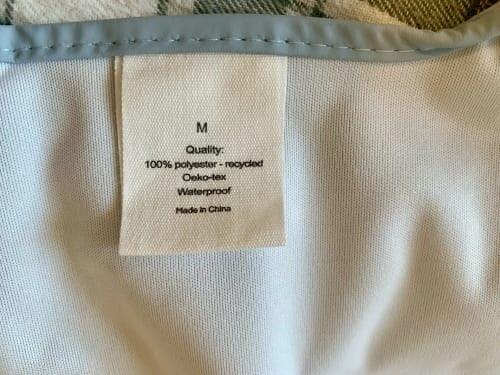 M
Quality:
100% polyester - recycled
Oeko-tex
Waterproof
Made in China